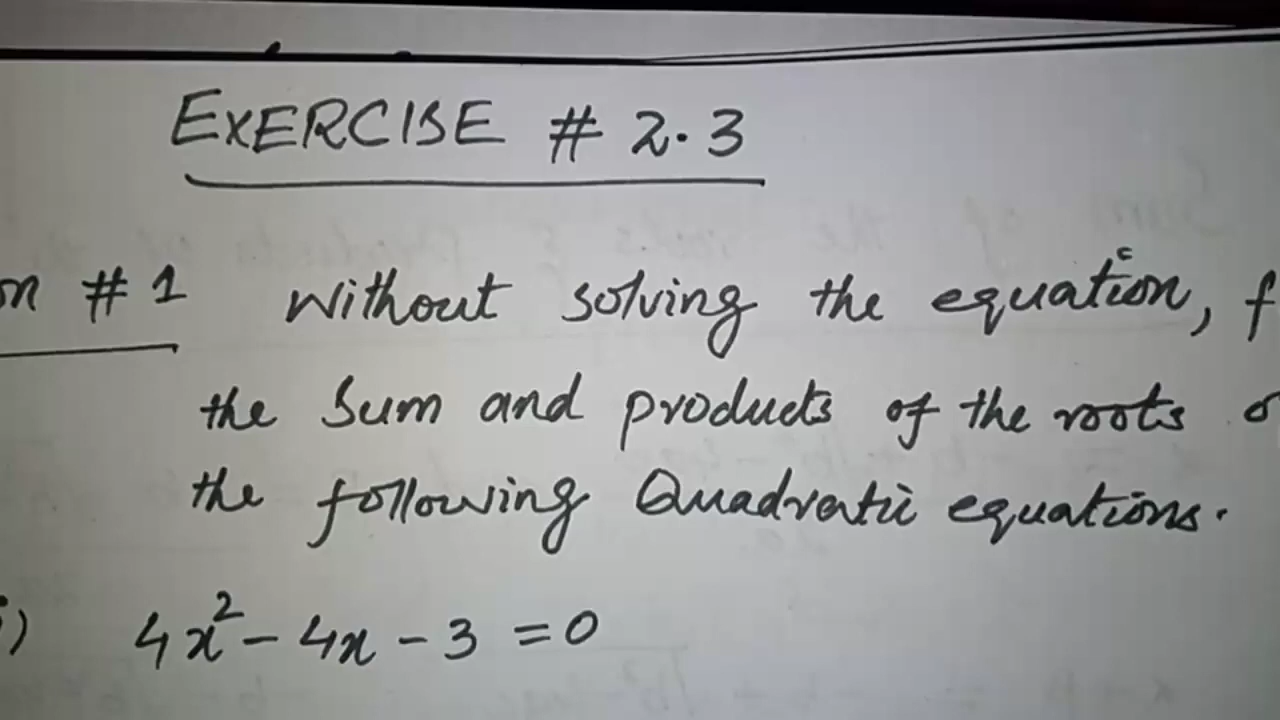 EXERCISE # 2.3
on #1 Without solving the equation, f
the Sum and products of the roots o
the following Quadratic equations.
i) 4x² - 4x - 3 = 0